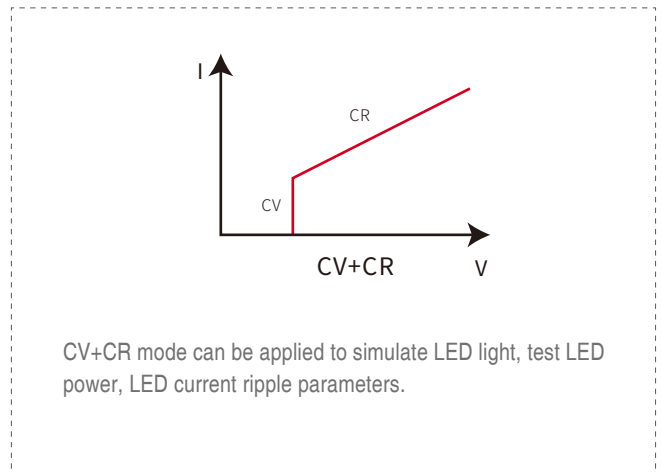 I
CR
CV
CV+CR
V
CV+CR mode can be applied to simulate LED light, test LED
power, LED current ripple parameters.